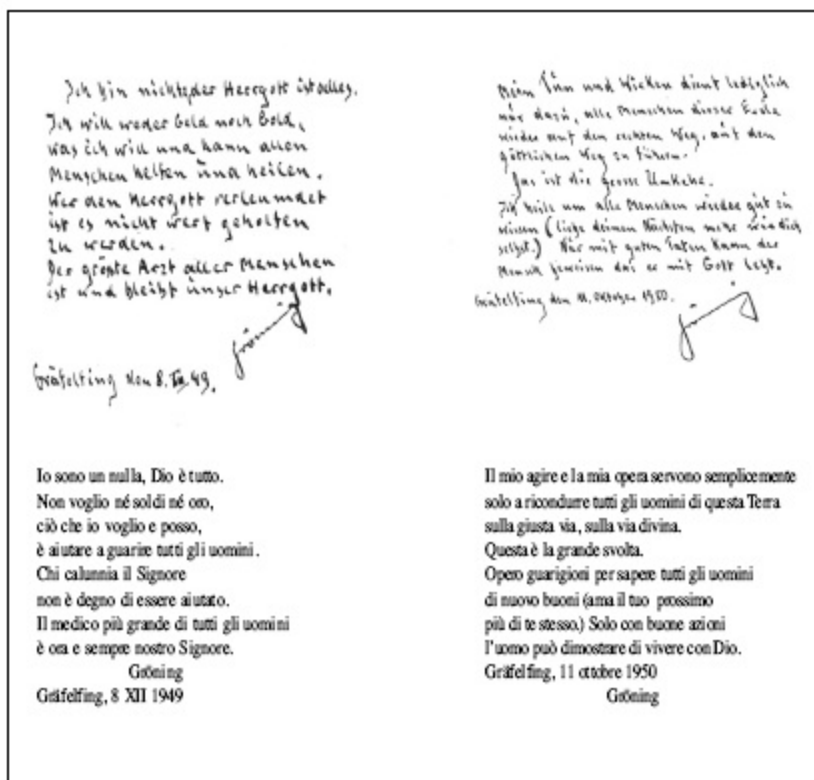 Ich bin nichts, der Herrgott ist alles.
Ich will weder Geld noch Gold,
was ich will und kann allen
Menschen helfen und heilen.
Wer den Herrgott verleumdet
ist es nicht wert geholfen
zu werden.
Der größte Arzt aller Menschen
ist und bleibt unser Herrgott.
Gröning
Gräfelfing den 8. XII. 49.
Mein Tun und Wirken dient lediglich
nur dazu, alle Menschen dieser Erde
wieder auf den rechten Weg, auf den
göttlichen Weg zu führen.
Das ist die grosse Umkehr.
Ich heile um alle Menschen wieder gut zu
wissen (liebe deinen Nächsten mehr wie dich
selbst.) Nur mit guten Taten kann der
Mensch beweisen das er mit Gott lebt.
Gräfelfing den 11. Oktober 1950.
Io sono un nulla, Dio è tutto.
Non voglio né soldi né oro,
ciò che io voglio e posso,
è aiutare a guarire tutti gli uomini.
Chi calunnia il Signore
non è degno di essere aiutato.
Il medico più grande di tutti gli uomini
è ora e sempre nostro Signore.
Gröning
Gräfelfing, 8 XII 1949
Il mio agire e la mia opera servono semplicemente
solo a ricondurre tutti gli uomini di questa Terra
sulla giusta via, sulla via divina.
Questa è la grande svolta.
Opero guarigioni per sapere tutti gli uomini
di nuovo buoni (ama il tuo prossimo
più di te stesso.) Solo con buone azioni
l'uomo può dimostrare di vivere con Dio.
Gräfelfing, 11 ottobre 1950
Gröning